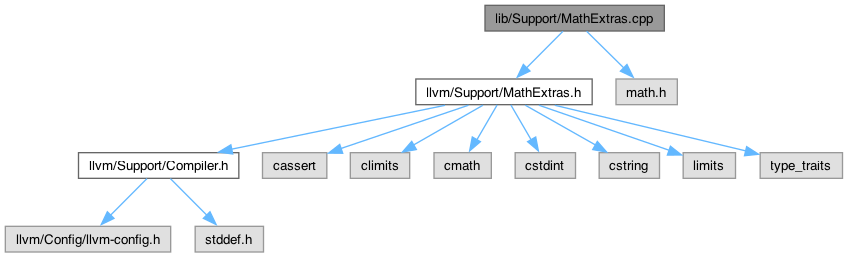 lib/Support/MathExtras.cpp
llvm/Support/MathExtras.h
math.h
llvm/Support/Compiler.h
cassert
climits
cmath
cstdint
cstring
limits
type_traits
llvm/Config/llvm-config.h
stddef.h